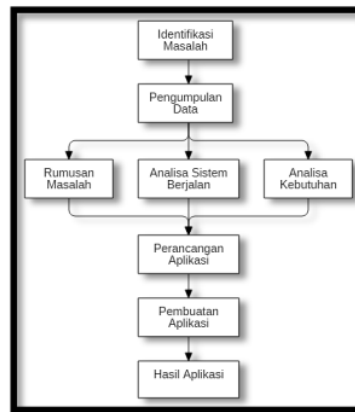 Identifikasi
Masalah
Pengumpulan
Data
Rumusan
Masalah
Analisa Sistem
Berjalan
Analisa
Kebutuhan
Perancangan
Aplikasi
Pembuatan
Aplikasi
Hasil Aplikasi